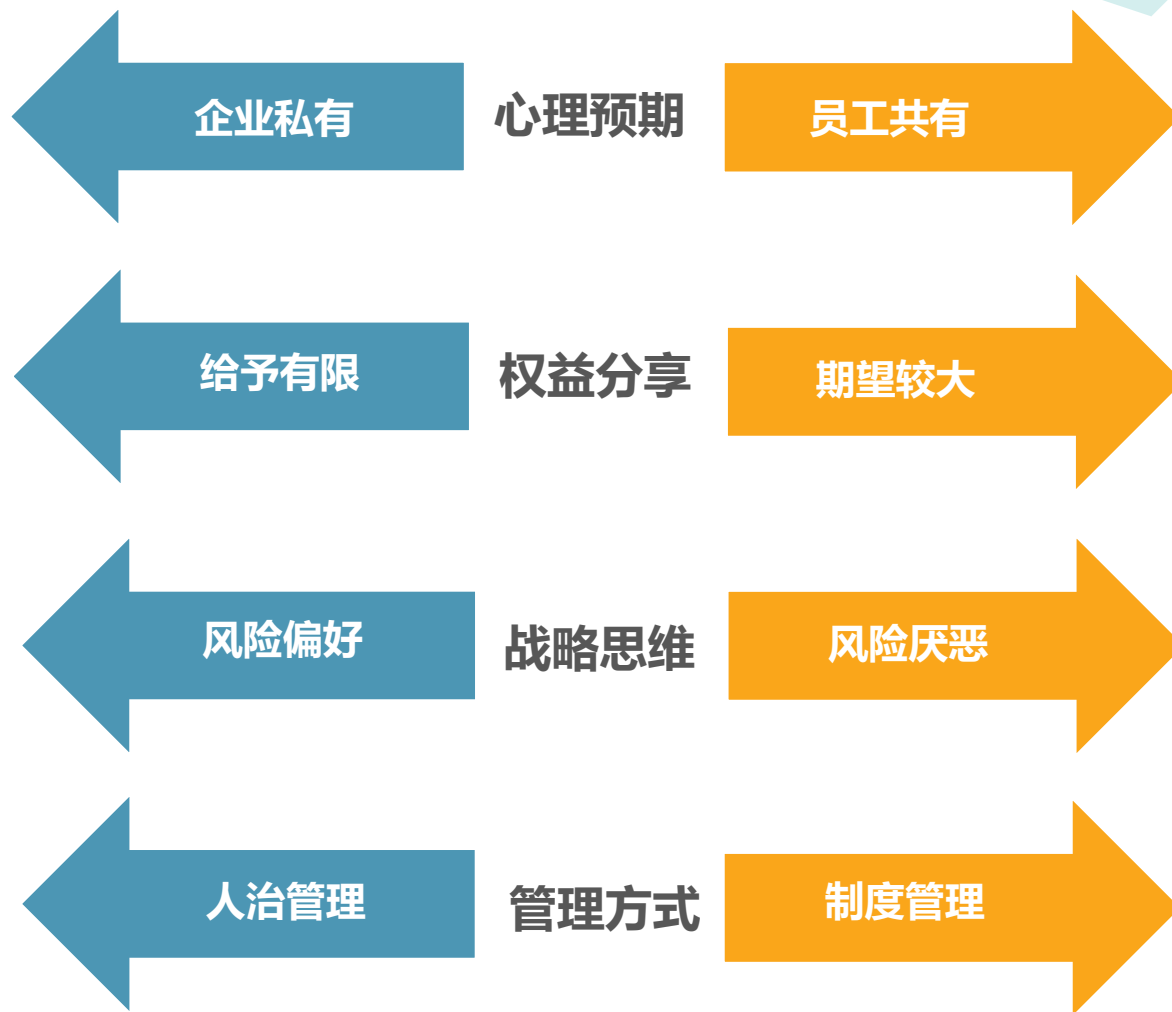 企业私有
心理预期
员工共有
给予有限
权益分享
期望较大
风险偏好
战略思维
风险厌恶
人治管理
管理方式
制度管理